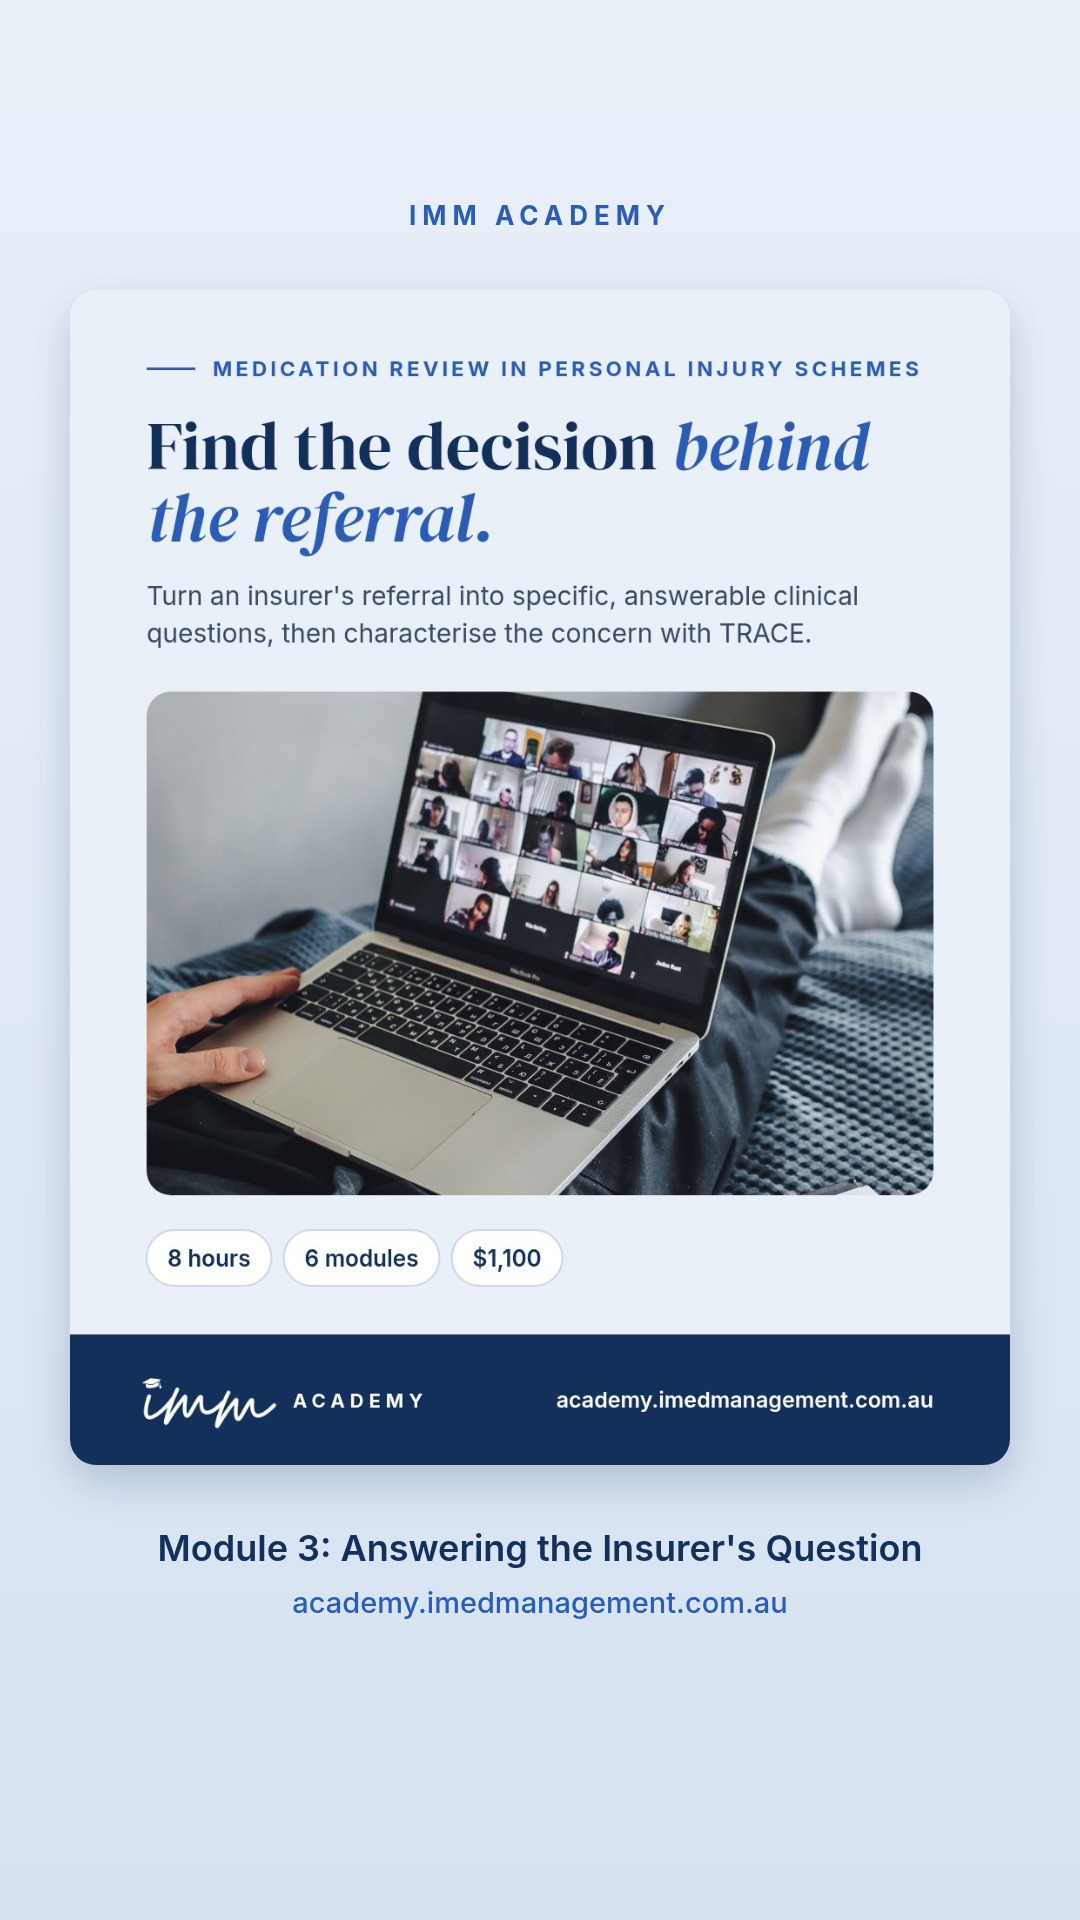 IMM ACADEMY
MEDICATION REVIEW IN PERSONAL INJURY SCHEMES
Find the decision behind
the referral.
Turn an insurer's referral into specific, answerable clinical
questions, then characterise the concern with TRACE.
MacBook Pro
8 hours
6 modules
$1,100
imm ACADEMY
academy.imedmanagement.com.au
Module 3: Answering the Insurer's Question
academy.imedmanagement.com.au